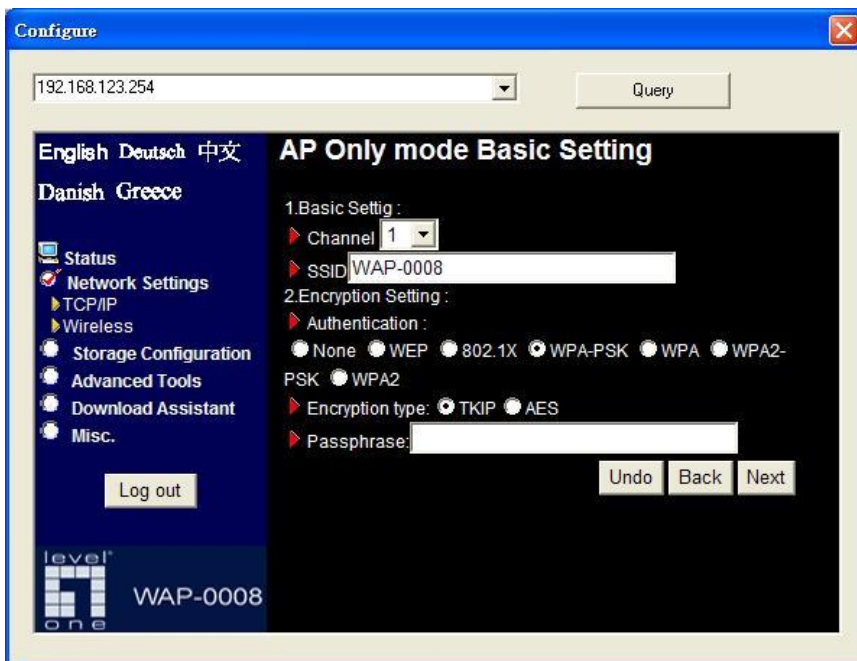 Configure
192.168.123.254
Query
English Deutsch 中文
Danish Greece
Status
Network Settings
TCP/IP
Wireless
Storage Configuration
Advanced Tools
Download Assistant
Misc.
Log out
level
one
WAP-0008
AP Only mode Basic Setting
1.Basic Settig :
Channel 1
SSID WAP-0008
2.Encryption Setting :
Authentication :
None WEP 802.1X WPA-PSK WPA WPA2-
PSK WPA2
Encryption type: TKIP AES
Passphrase:
Undo Back Next